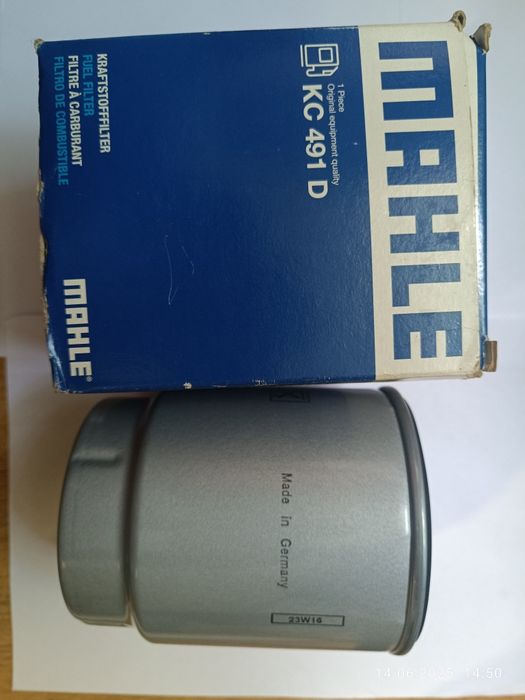 MAHLE
1 Piece
Original equipment quality
KC 491 D
KRAFTSTOFFFILTER
FUEL FILTER
FILTRE À CARBURANT
FILTRO DE COMBUSTIBLE
MAHLE®
Made in Germany
23W16
14-06-2025 14:50